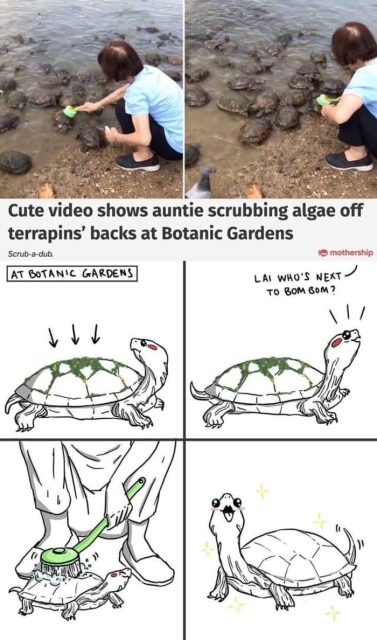 Cute video shows auntie scrubbing algae off
terrapins' backs at Botanic Gardens
Scrub-a-dub.
mothership
AT BOTANIC GARDENS
LAI WHO'S NEXT
TO BOM BOM?